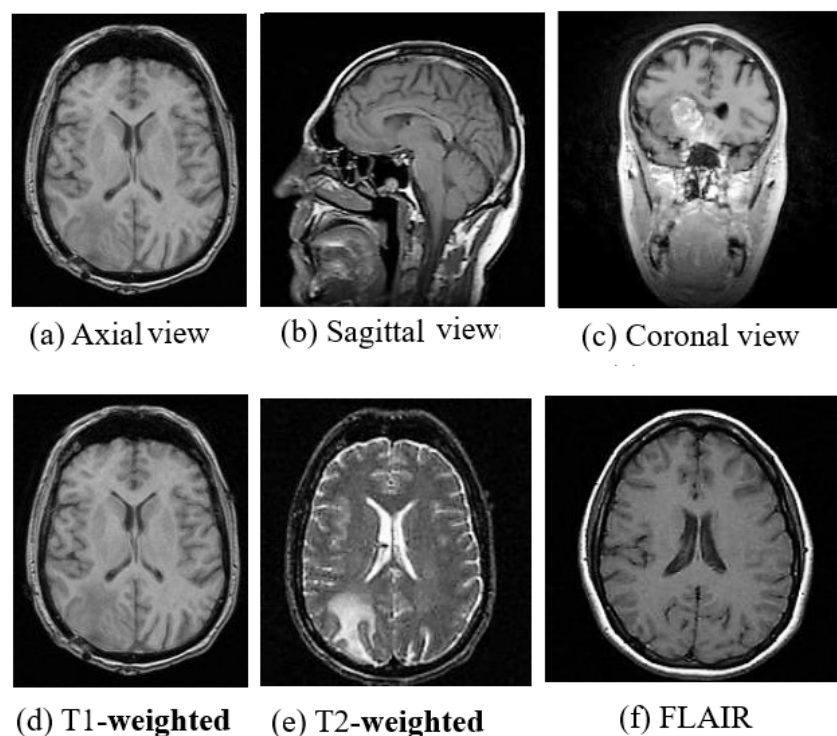 (a) Axial view
(b) Sagittal view
(c) Coronal view
(d) T1-weighted
(e) T2-weighted
(f) FLAIR